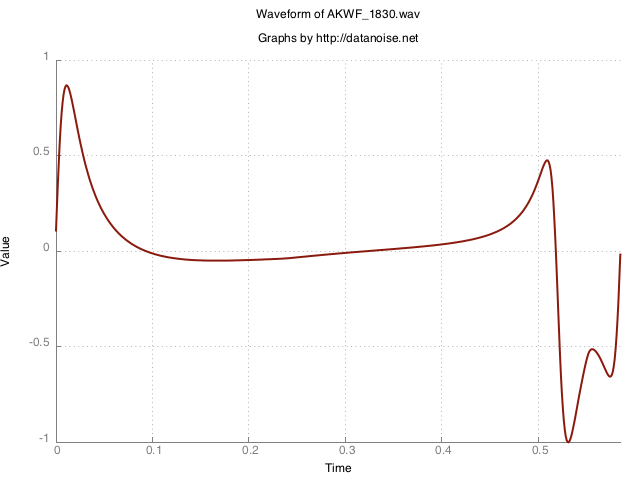 Waveform of AKWF_1830.wav
Graphs by http://datanoise.net
1
0.5
0
-0.5
-1
Value
0 0.1 0.2 0.3 0.4 0.5
Time